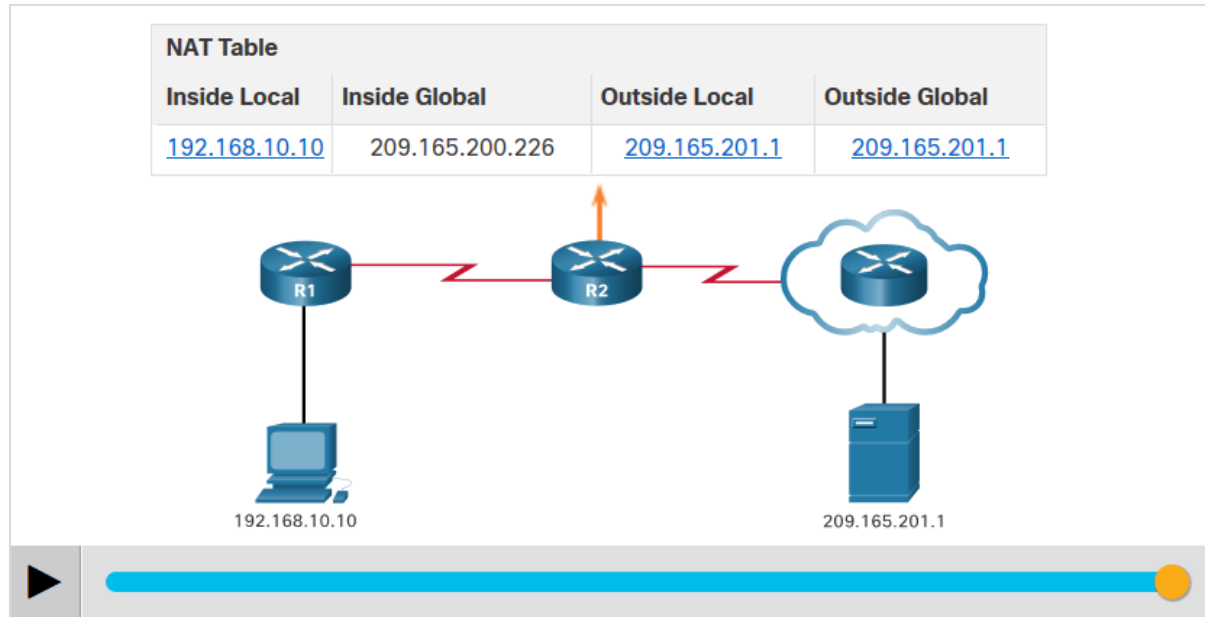 NAT Table
Inside Local Inside Global Outside Local Outside Global
192.168.10.10 209.165.200.226 209.165.201.1 209.165.201.1
R1 R2
192.168.10.10 209.165.201.1